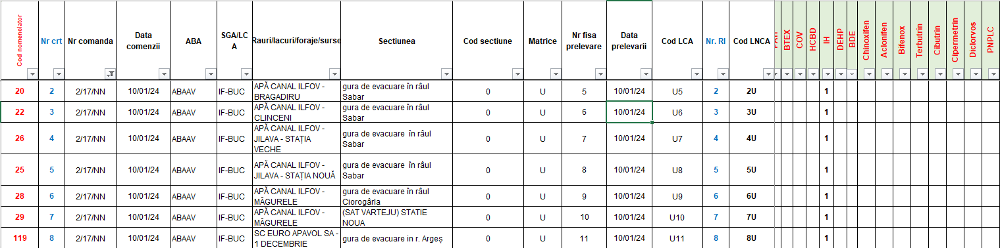 Cod nomenclator Nr crt Nr comanda Data comenzii ABA SGA/LCA Rauri/lacuri/foraje/surse Sectiunea Cod sectiune Matrice Nr fisa prelevare Data prelevarii Cod LCA Nr. RI Cod LNCA BTEX COV HCBD IH DEHP BDE Chinoxifen Aclonifen Bifenox Terbutrin Cibutrin Cipermetrin Diclorvos PNPLC
20 2 2/17/NN 10/01/24 ABAAV IF-BUC APĂ CANAL ILFOV - BRAGADIRU gura de evacuare în râul Sabar 0 U 5 10/01/24 U5 2 2U 1
22 3 2/17/NN 10/01/24 ABAAV IF-BUC APĂ CANAL ILFOV - CLINCENI gura de evacuare în râul Sabar 0 U 6 10/01/24 U6 3 3U 1
26 4 2/17/NN 10/01/24 ABAAV IF-BUC APĂ CANAL ILFOV - JILAVA - STAȚIA VECHE gura de evacuare  în râul Sabar 0 U 7 10/01/24 U7 4 4U 1
25 5 2/17/NN 10/01/24 ABAAV IF-BUC APĂ CANAL ILFOV - JILAVA - STAȚIA NOUĂ gura de evacuare  în râul Sabar 0 U 8 10/01/24 U8 5 5U 1
28 6 2/17/NN 10/01/24 ABAAV IF-BUC APĂ CANAL ILFOV - MĂGURELE gura de evacuare în râul Ciorogârla 0 U 9 10/01/24 U9 6 6U 1
29 7 2/17/NN 10/01/24 ABAAV IF-BUC APĂ CANAL ILFOV - MĂGURELE (SAT VARTEJU) STATIE NOUA 0 U 10 10/01/24 U10 7 7U 1
119 8 2/17/NN 10/01/24 ABAAV IF-BUC SC EURO APAVOL SA - 1 DECEMBRIE gura de evacuare in r. Argeș 0 U 11 10/01/24 U11 8 8U 1